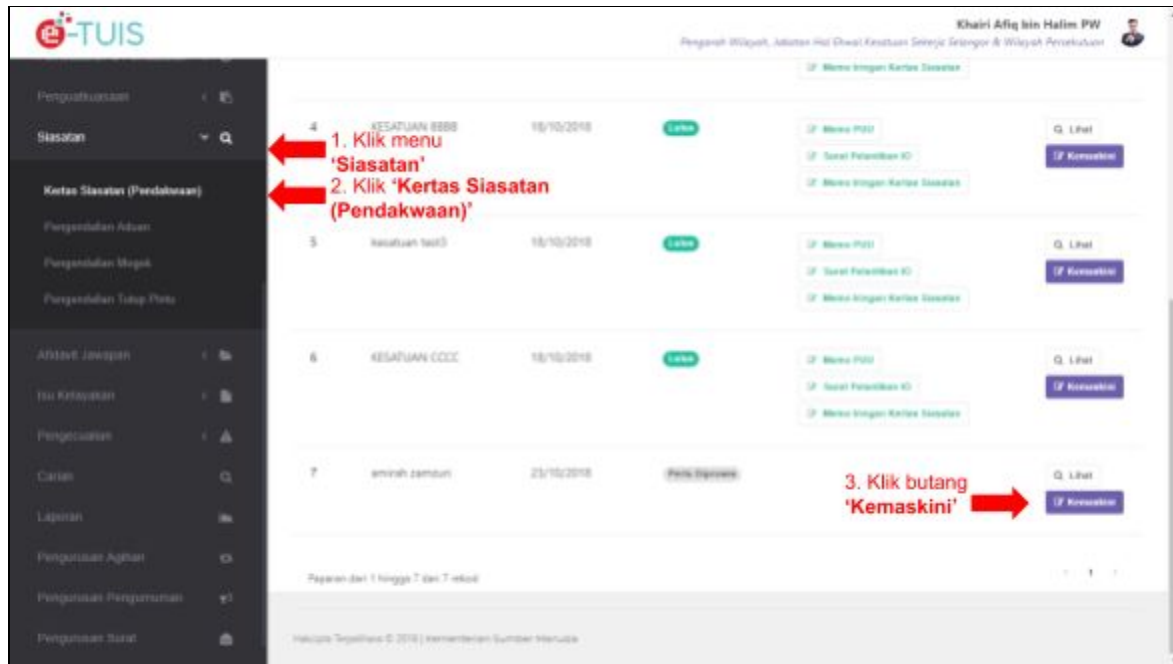 e-TUIS
Khairi Afiq bin Halim PW
Pengarah Wilayah, Jabatan Hal Ehwal Kesatuan Sekerja Selangor & Wilayah Persekutuan
Memo Iringan Kertas Siasatan
Penguatkuasaan
Siasatan
4 KESATUAN BBBB 18/10/2018 Lulus Memo PUU Lihat
1. Klik menu
‘Siasatan’
Surat Pelantikan IO Kemaskini
Memo Iringan Kertas Siasatan
Kertas Siasatan (Pendakwaan)
2. Klik ‘Kertas Siasatan
(Pendakwaan)’
Pengendalian Aduan
5 kesatuan test3 18/10/2018 Lulus Memo PUU Lihat
Pengendalian Mogok
Surat Pelantikan IO Kemaskini
Pengendalian Tutup Pintu
Memo Iringan Kertas Siasatan
Afidavit Jawapan
6 KESATUAN CCCC 18/10/2018 Lulus Memo PUU Lihat
Isu Kelayakan
Surat Pelantikan IO Kemaskini
Memo Iringan Kertas Siasatan
Pengecualian
Carian
7 amirah zamzuri 23/10/2018 Perlu Diproses Lihat
3. Klik butang
‘Kemaskini’
Kemaskini
Laporan
Pengurusan Agihan
Paparan dari 1 hingga 7 dari 7 rekod 1
Pengurusan Pengumuman
Pengurusan Surat
Hakcipta Terpelihara © 2018 | Kementerian Sumber Manusia